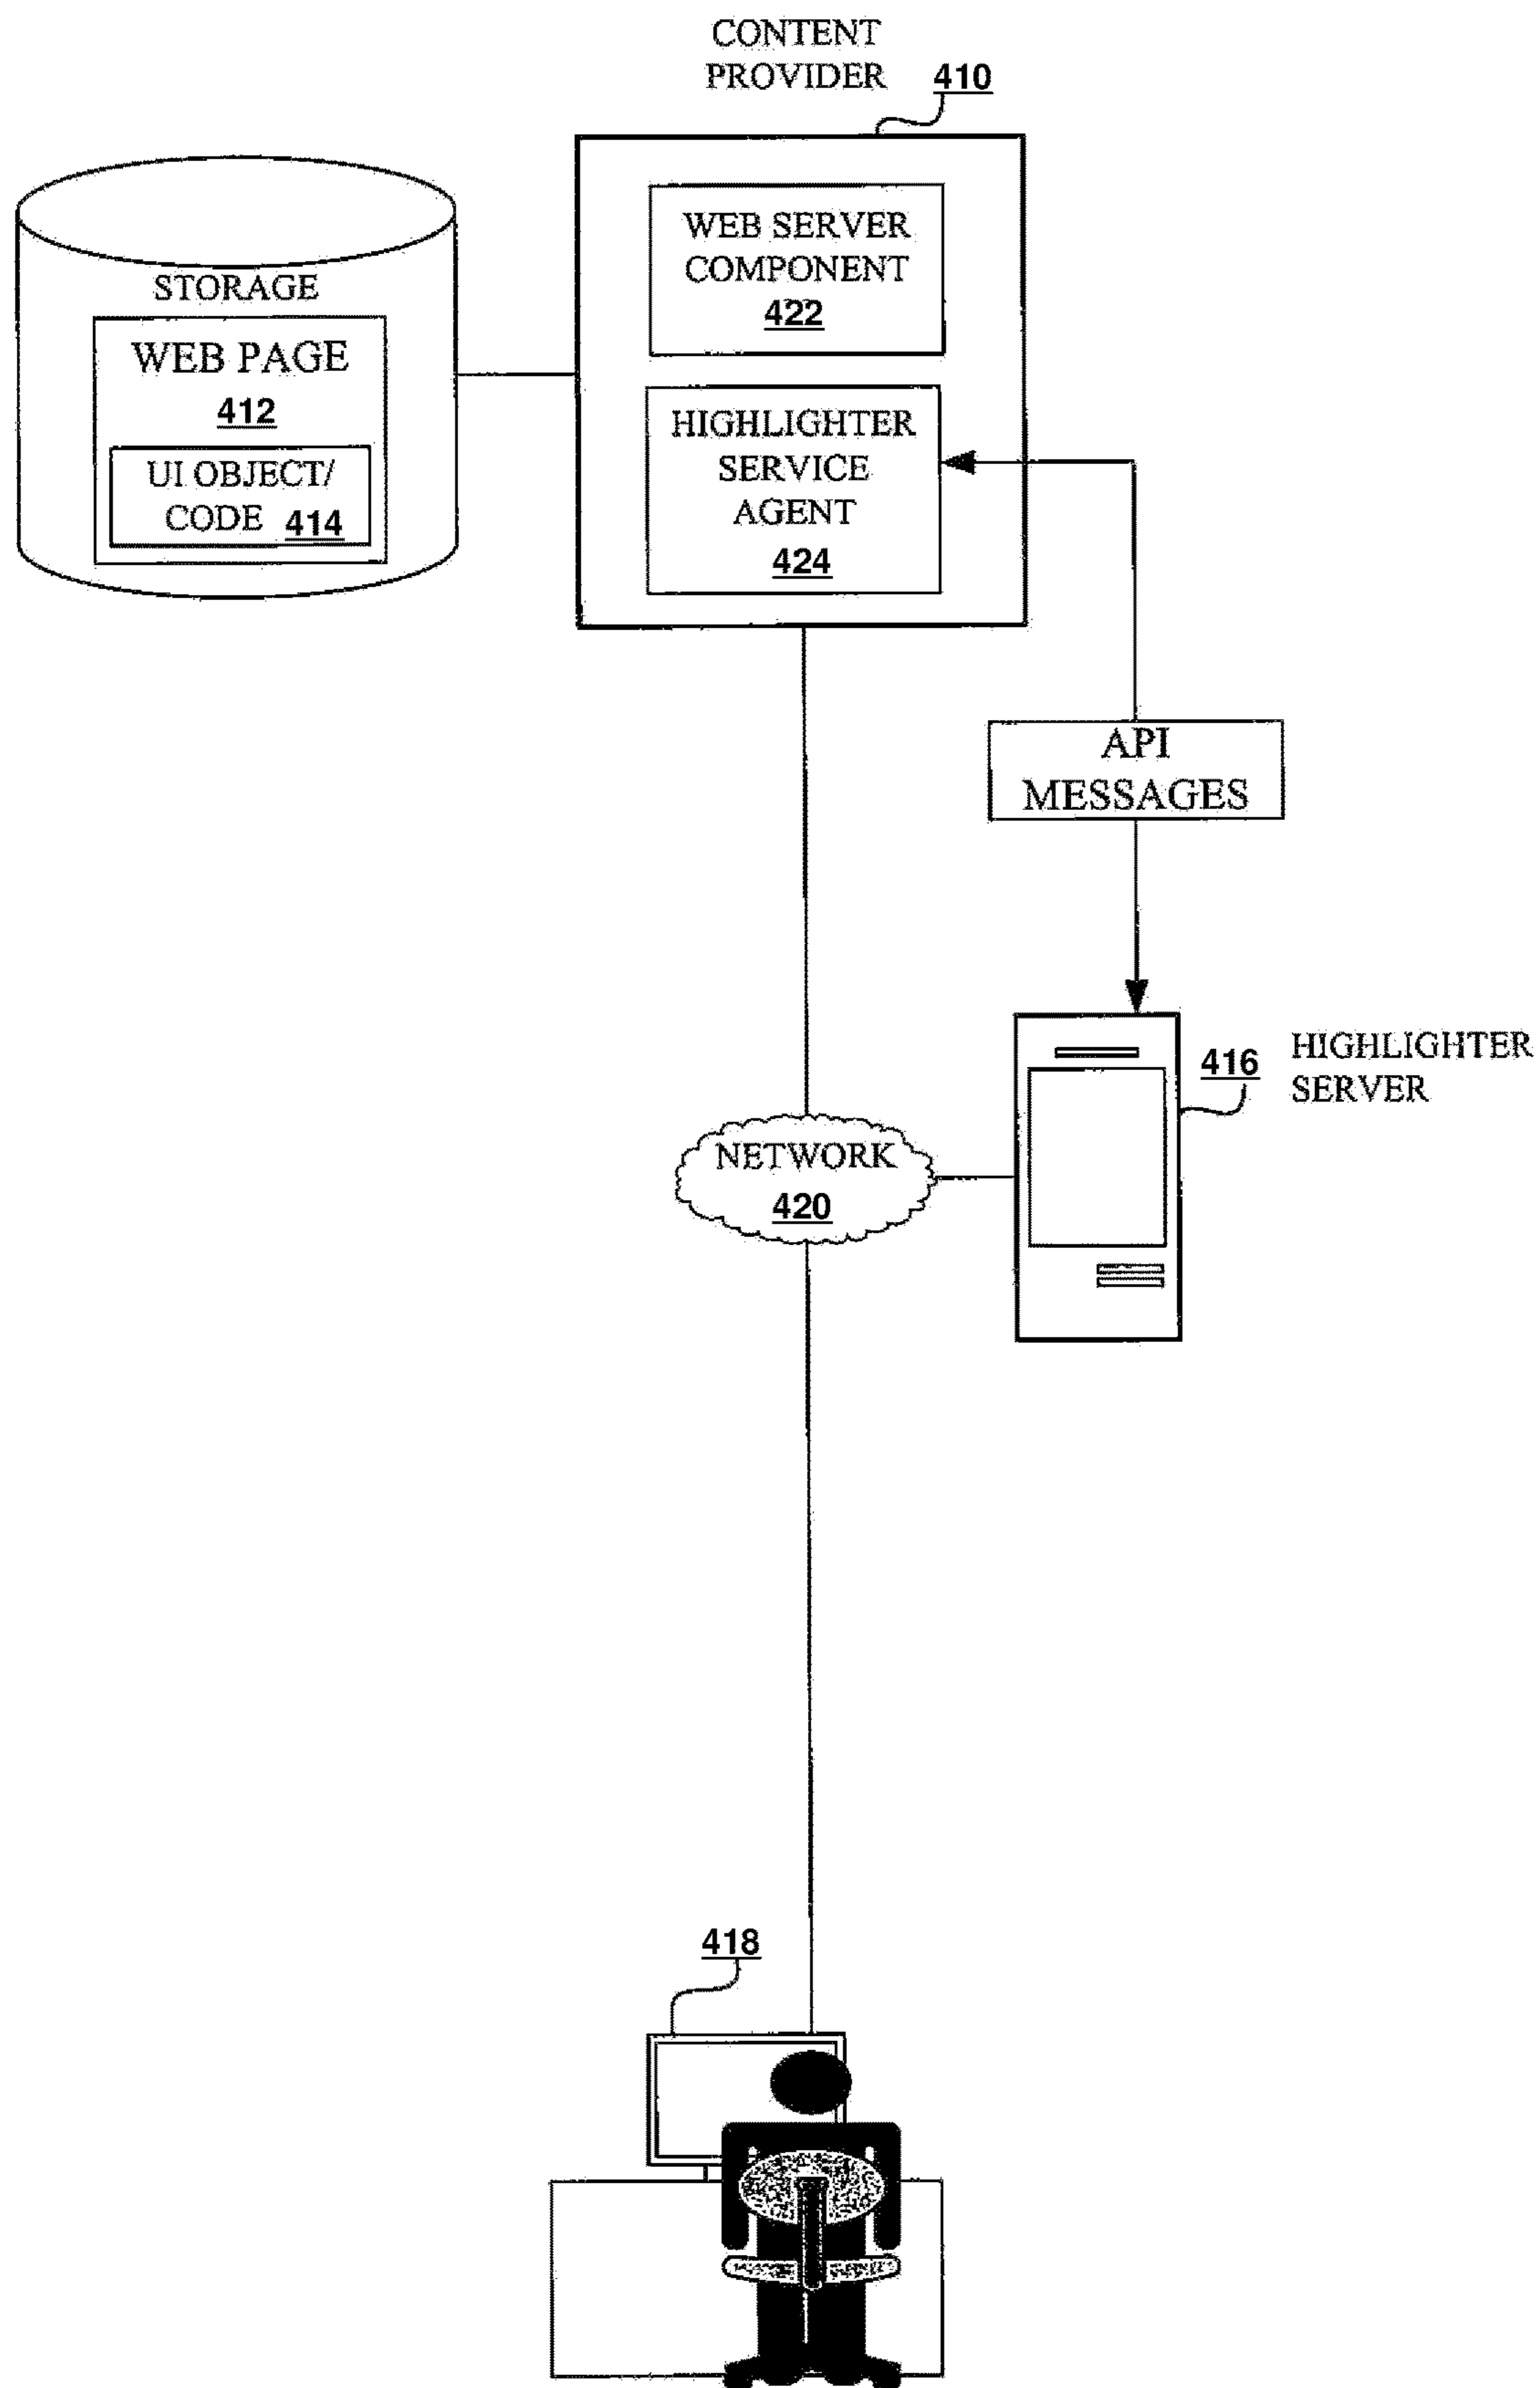 CONTENT
PROVIDER
410
WEB SERVER
COMPONENT
422
STORAGE
WEB PAGE
412
UI OBJECT/
CODE 414
HIGHLIGHTER
SERVICE
AGENT
424
API
MESSAGES
416
HIGHLIGHTER
SERVER
NETWORK
420
418